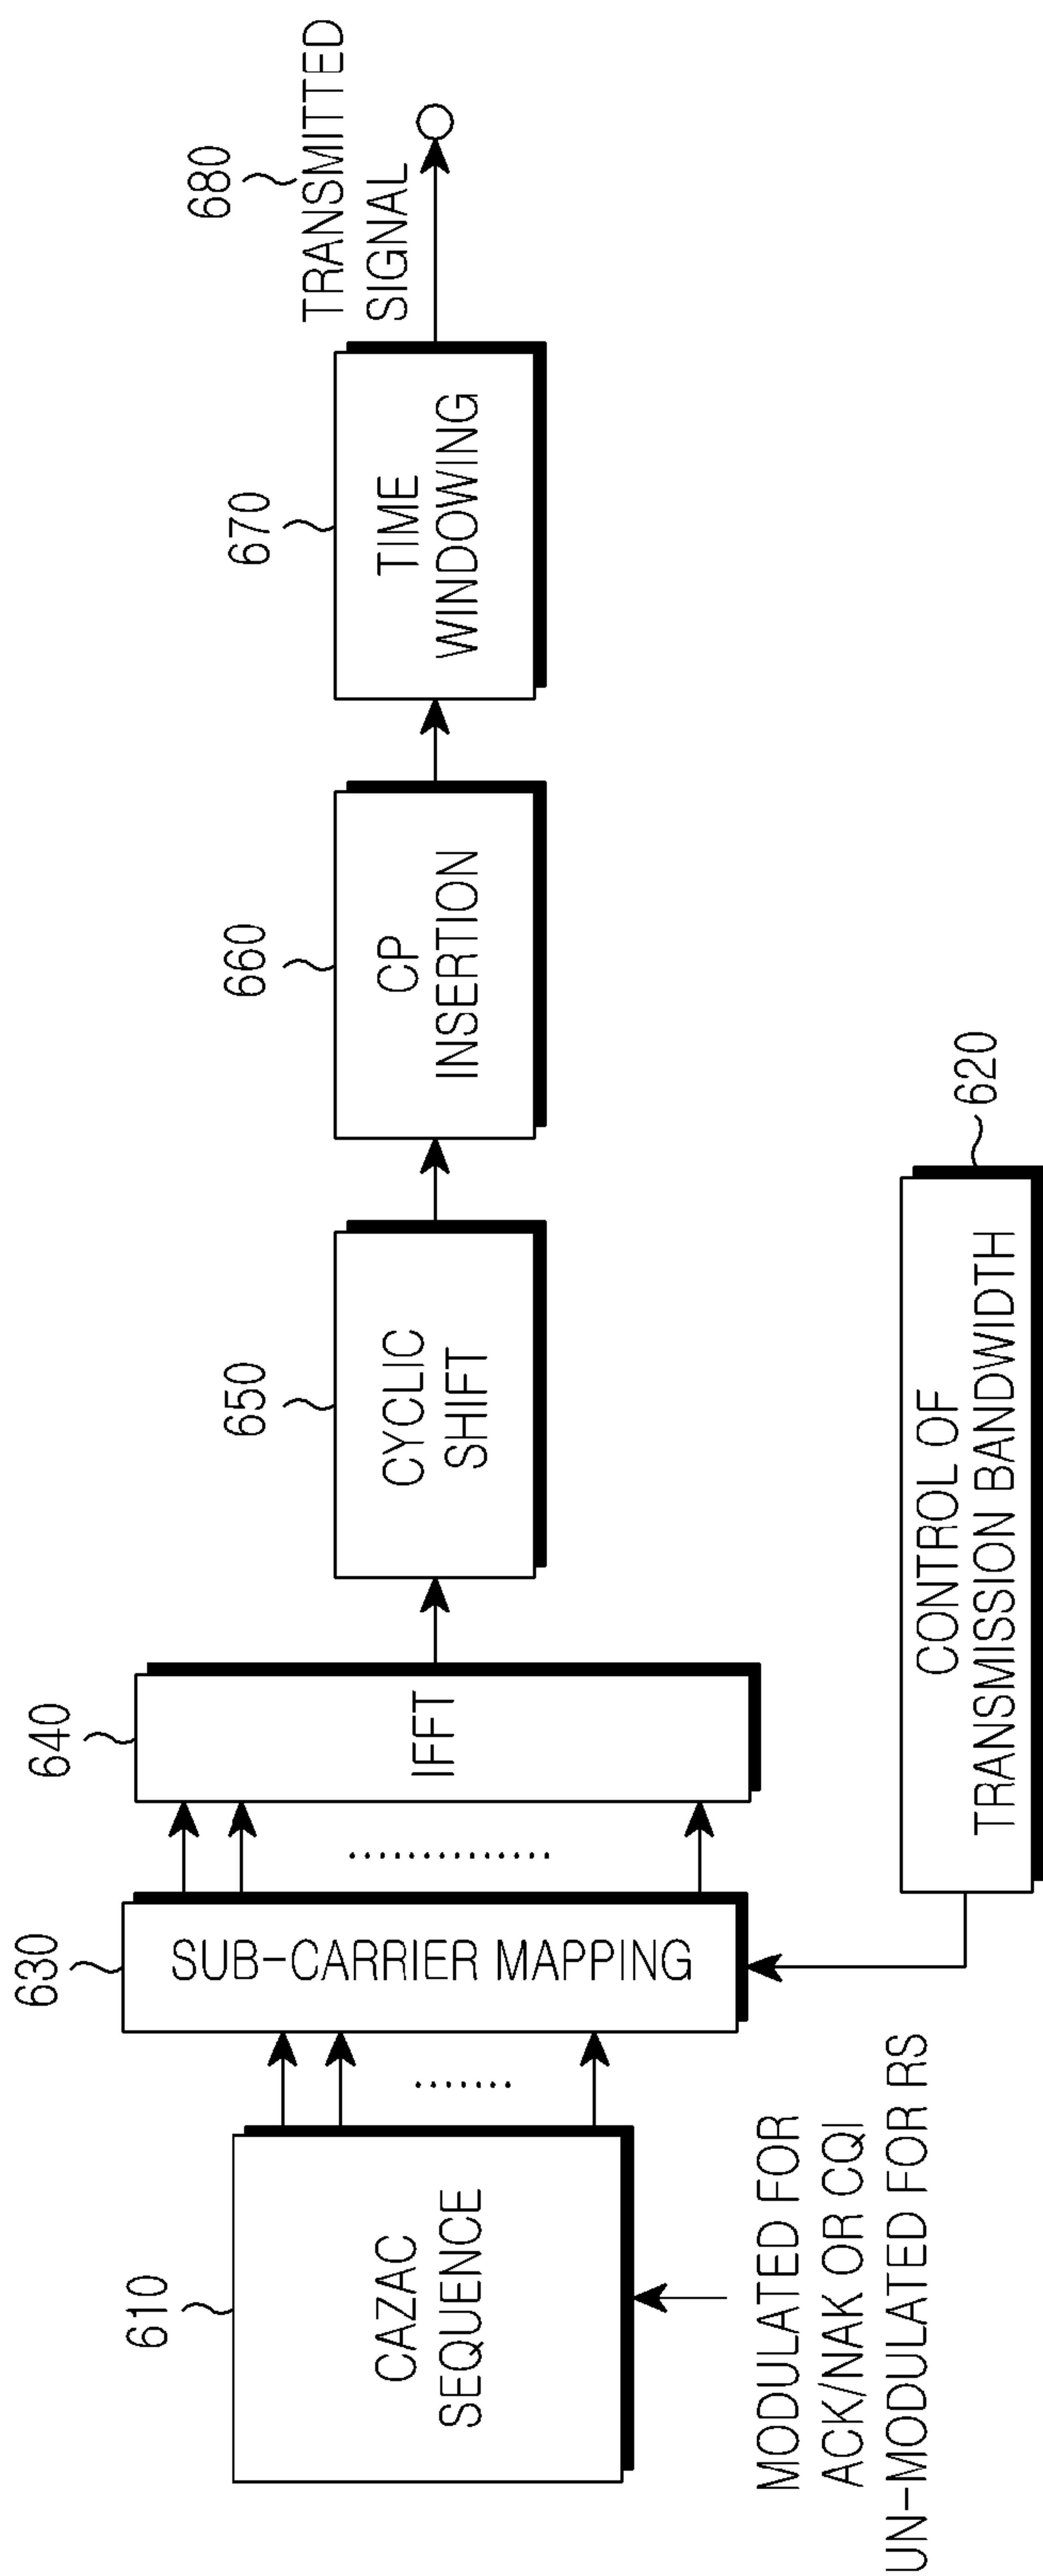 610
CAZAC
SEQUENCE
MODULATED FOR
ACK/NAK OR CQI
UN-MODULATED FOR RS
630
SUB-CARRIER MAPPING
640
IFFT
CONTROL OF
TRANSMISSION BANDWIDTH
620
650
CYCLIC
SHIFT
660
CP
INSERTION
670
TIME
WINDOWING
680
TRANSMITTED
SIGNAL